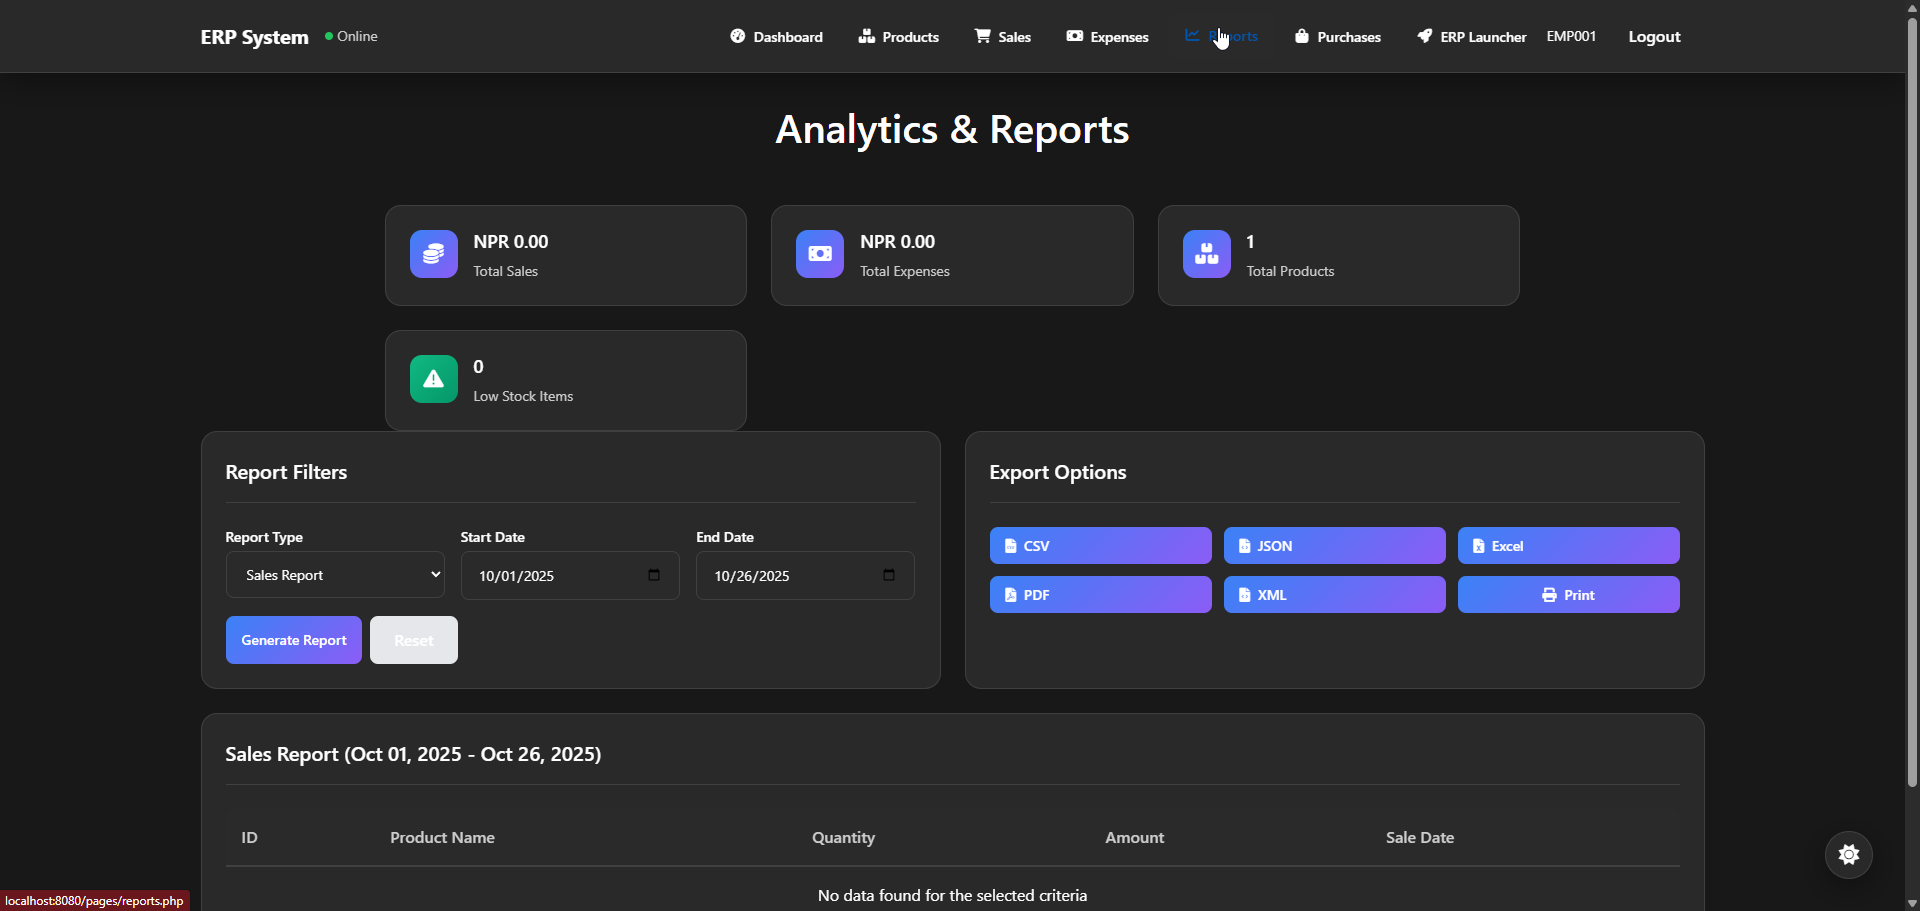 ERP System Online Dashboard Products Sales Expenses Reports Purchases ERP Launcher EMP001 Logout
Analytics & Reports
NPR 0.00
Total Sales
NPR 0.00
Total Expenses
1
Total Products
0
Low Stock Items
Report Filters
Report Type Start Date End Date
Sales Report 10/01/2025 10/26/2025
Generate Report Reset
Export Options
CSV JSON Excel
PDF XML Print
Sales Report (Oct 01, 2025 - Oct 26, 2025)
ID Product Name Quantity Amount Sale Date
No data found for the selected criteria
localhost:8080/pages/reports.php